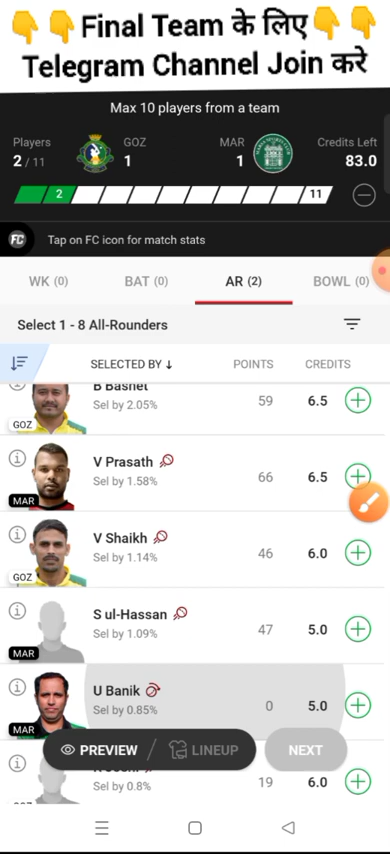 👇👇Final Team के लिए👇👇
Telegram Channel Join करे
Max 10 players from a team
Players GOZ MAR Credits Left
2 / 11 1 1 83.0
2 11
FC Tap on FC icon for match stats
WK (0) BAT (0) AR (2) BOWL (0)
Select 1 - 8 All-Rounders
SELECTED BY ↓ POINTS CREDITS
B Bashet
Sel by 2.05% 59 6.5
GOZ
V Prasath
Sel by 1.58% 66 6.5
MAR
V Shaikh
Sel by 1.14% 46 6.0
GOZ
S ul-Hassan
Sel by 1.09% 47 5.0
MAR
U Banik
Sel by 0.85% 0 5.0
MAR
PREVIEW / LINEUP NEXT
Sel by 0.8% 19 6.0